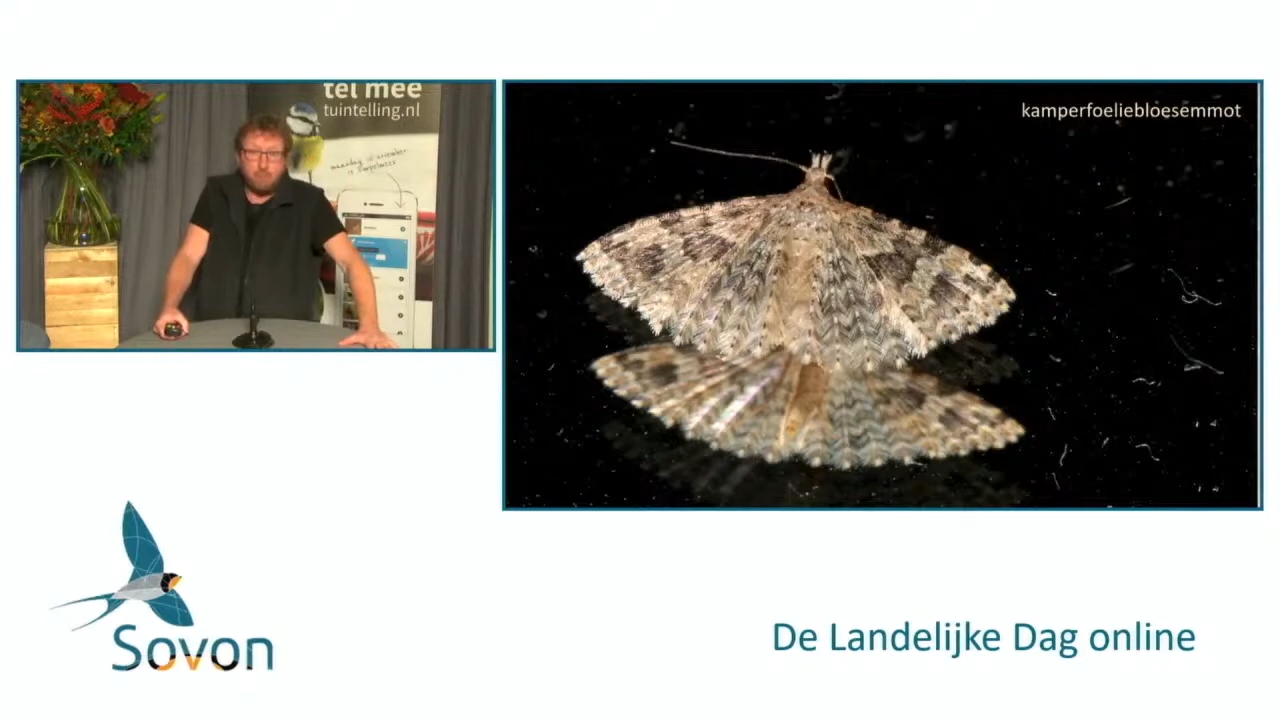 tel mee
tuintelling.nl
kamperfoeliebloesemmot
Sovon
De Landelijke Dag online